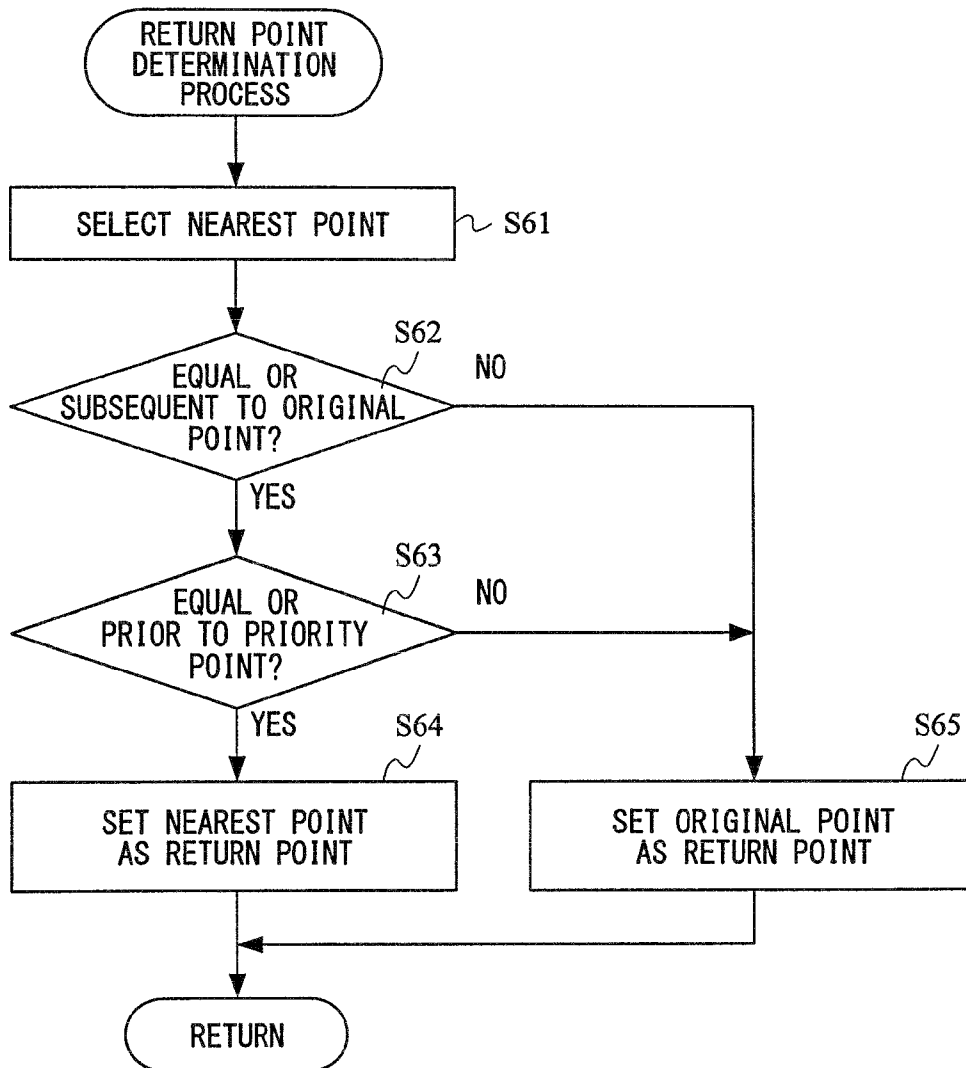 RETURN POINT
DETERMINATION
PROCESS
SELECT NEAREST POINT
S61
S62
EQUAL OR
SUBSEQUENT TO ORIGINAL
POINT?
NO
YES
S63
EQUAL OR
PRIOR TO PRIORITY
POINT?
NO
YES
S64
SET NEAREST POINT
AS RETURN POINT
S65
SET ORIGINAL POINT
AS RETURN POINT
RETURN